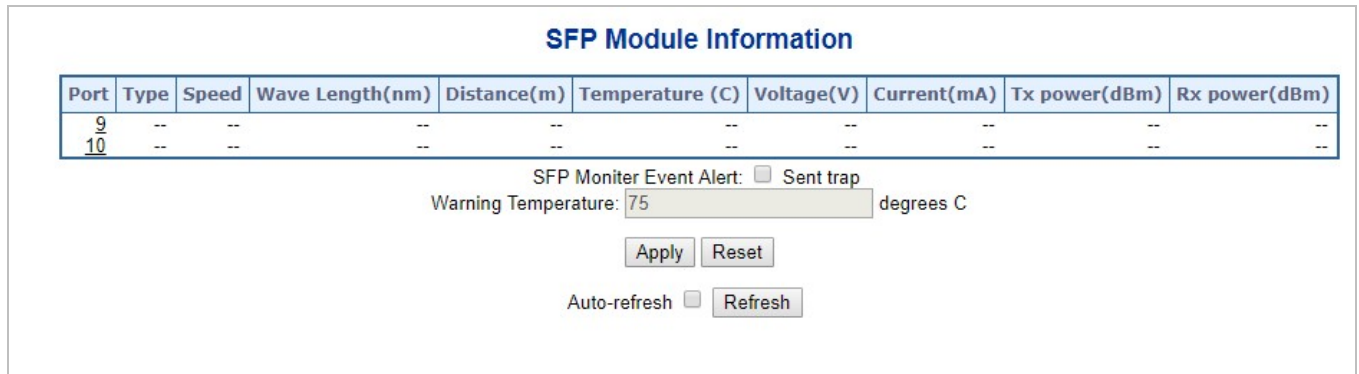 SFP Module Information
Port Type Speed Wave Length(nm) Distance(m) Temperature (C) Voltage(V) Current(mA) Tx power(dBm) Rx power(dBm)
9 -- -- -- -- -- -- -- -- --
10 -- -- -- -- -- -- -- -- --
SFP Moniter Event Alert: Sent trap
Warning Temperature: 75 degrees C
Apply Reset
Auto-refresh Refresh